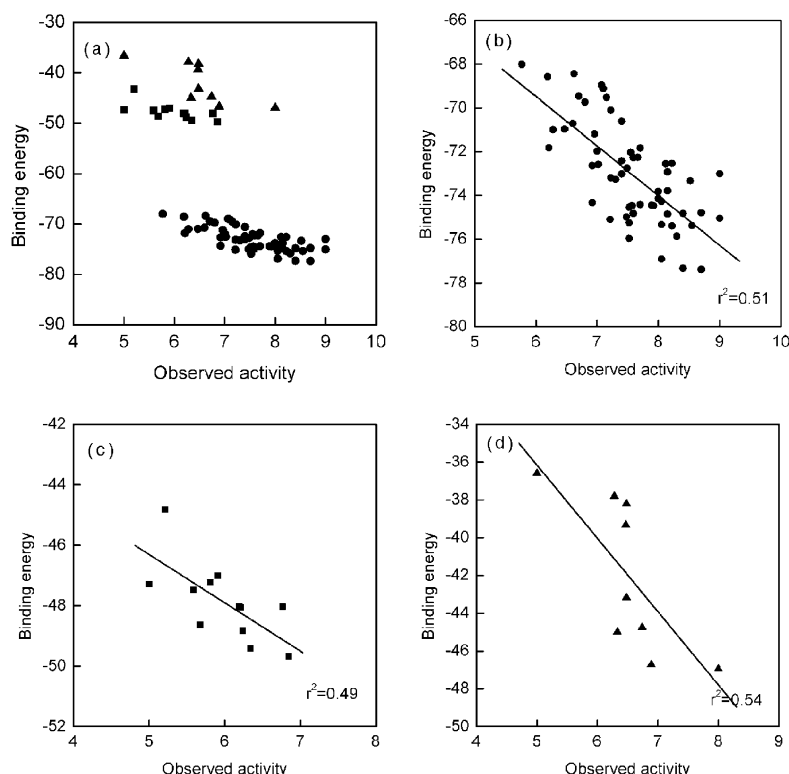 -30
-40
-50
-60
-70
-80
-90
(a)
Binding energy
4 5 6 7 8 9 10
Observed activity
-66
-68
-70
-72
-74
-76
-78
-80
(b)
Binding energy
r²=0.51
5 6 7 8 9 10
Observed activity
-42
-44
-46
-48
-50
-52
(c)
Binding energy
r²=0.49
4 5 6 7 8
Observed activity
-34
-36
-38
-40
-42
-44
-46
-48
-50
(d)
Binding energy
r²=0.54
4 5 6 7 8 9
Observed activity